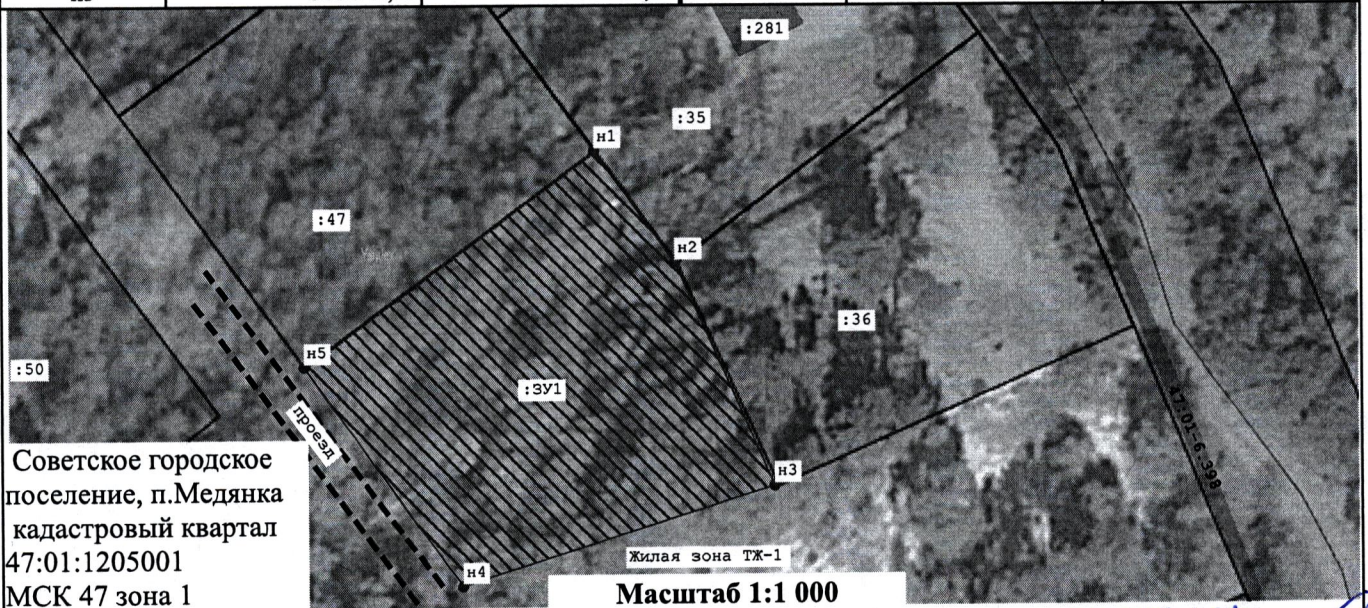 :281
:35
н1
:47
н2
:36
н5
:50
:ЗУ1
проезд
47:01-6.398
н3
н4
Жилая зона ТЖ-1
Советское городское
поселение, п.Медянка
кадастровый квартал
47:01:1205001
МСК 47 зона 1
Масштаб 1:1 000